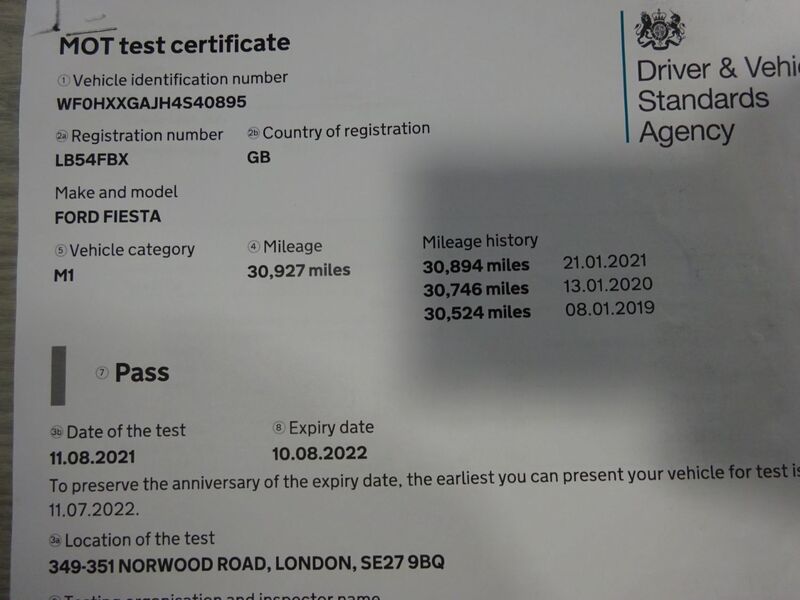 MOT test certificate
Driver & Vehi
Standards
Agency
1 Vehicle identification number
WF0HXXGAJH4S40895
2a Registration number
LB54FBX
2b Country of registration
GB
Make and model
FORD FIESTA
5 Vehicle category
M1
4 Mileage
30,927 miles
Mileage history
30,894 miles 21.01.2021
30,746 miles 13.01.2020
30,524 miles 08.01.2019
7 Pass
3b Date of the test
11.08.2021
8 Expiry date
10.08.2022
To preserve the anniversary of the expiry date, the earliest you can present your vehicle for test is
11.07.2022.
3a Location of the test
349-351 NORWOOD ROAD, LONDON, SE27 9BQ
Testing organisation and inspector name